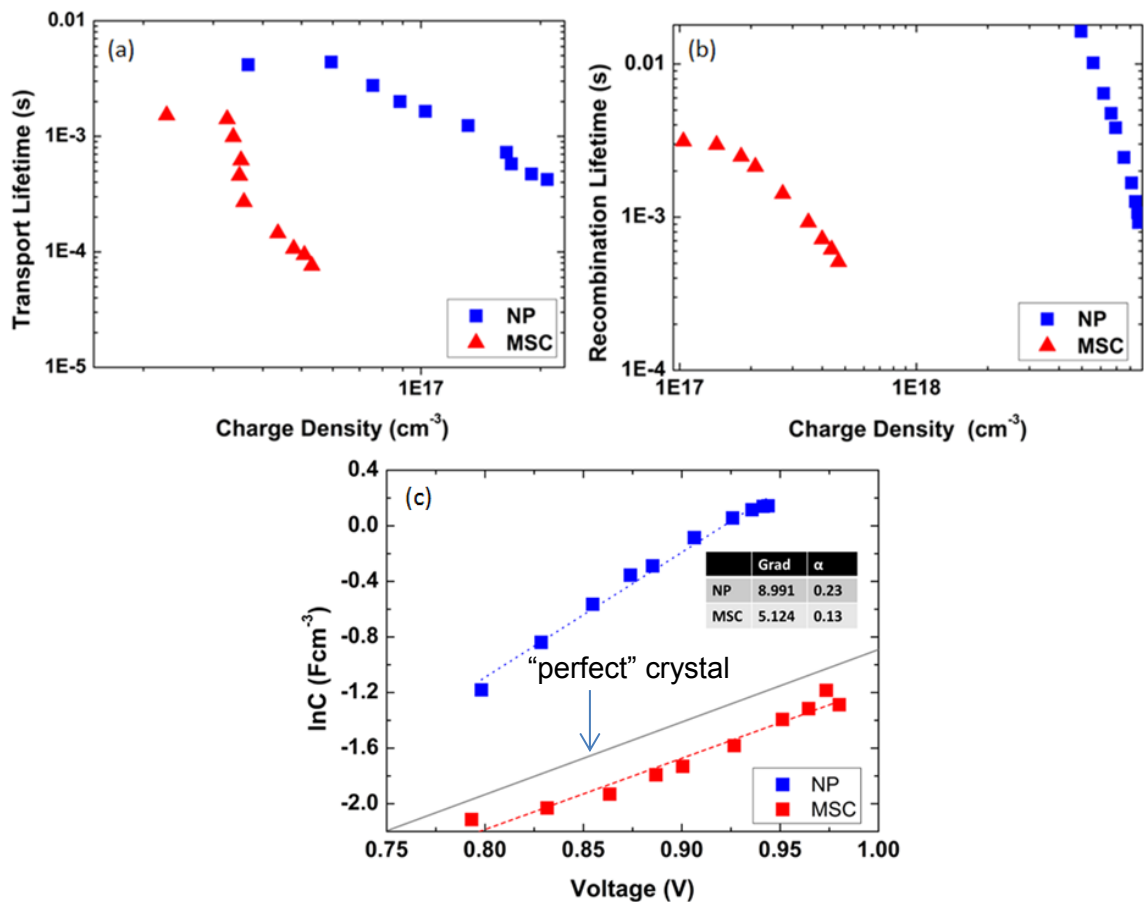 (a)
0.01
1E-3
1E-4
1E-5
Transport Lifetime (s)
NP
MSC
1E17
Charge Density (cm⁻³)
(b)
0.01
1E-3
1E-4
Recombination Lifetime (s)
NP
MSC
1E17 1E18
Charge Density (cm⁻³)
(c)
0.4
0.0
-0.4
-0.8
-1.2
-1.6
-2.0
lnC (Fcm⁻³)
Grad α
NP 8.991 0.23
MSC 5.124 0.13
“perfect” crystal
NP
MSC
0.75 0.80 0.85 0.90 0.95 1.00
Voltage (V)